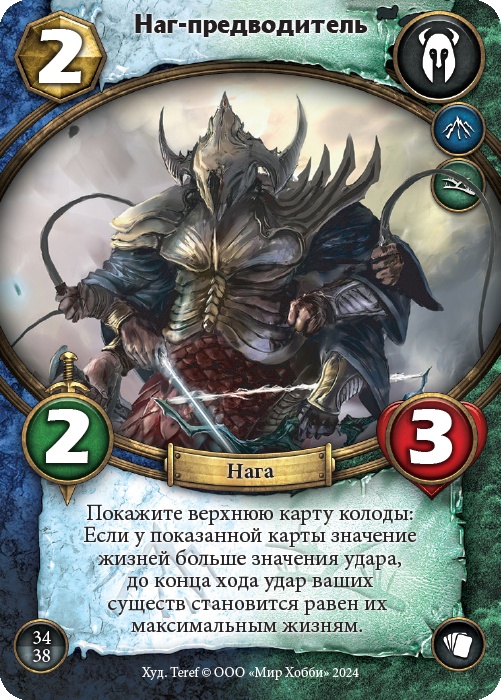 Наг-предводитель
2
2
3
Нага
Покажите верхнюю карту колоды:
Если у показанной карты значение
жизней больше значения удара,
до конца хода удар ваших
существ становится равен их
максимальным жизням.
34
38
Худ. Teref © ООО «Мир Хобби» 2024